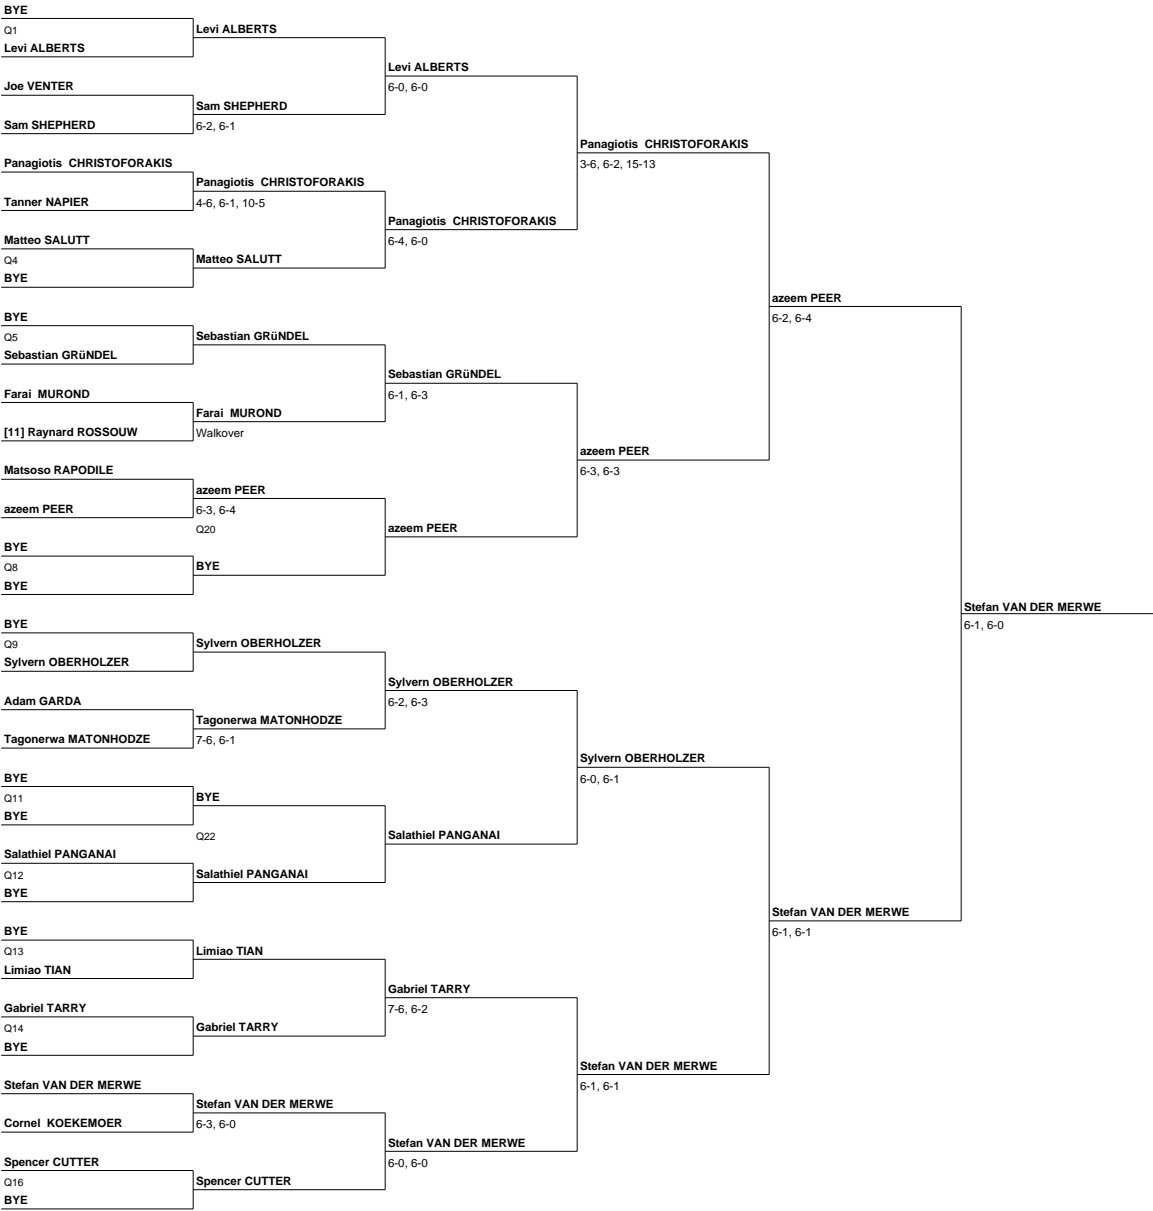 BYE
Q1
Levi ALBERTS
Levi ALBERTS
Joe VENTER
Sam SHEPHERD
Sam SHEPHERD
6-2, 6-1
Levi ALBERTS
6-0, 6-0
Panagiotis  CHRISTOFORAKIS
Tanner NAPIER
Panagiotis  CHRISTOFORAKIS
4-6, 6-1, 10-5
Matteo SALUTT
Q4
BYE
Matteo SALUTT
Panagiotis  CHRISTOFORAKIS
6-4, 6-0
Panagiotis  CHRISTOFORAKIS
3-6, 6-2, 15-13
BYE
Q5
Sebastian GRüNDEL
Sebastian GRüNDEL
Farai  MUROND
[11] Raynard ROSSOUW
Farai  MUROND
Walkover
Sebastian GRüNDEL
6-1, 6-3
Matsoso RAPODILE
azeem PEER
azeem PEER
6-3, 6-4
Q20
BYE
Q8
BYE
BYE
azeem PEER
azeem PEER
6-3, 6-3
azeem PEER
6-2, 6-4
BYE
Q9
Sylvern OBERHOLZER
Sylvern OBERHOLZER
Adam GARDA
Tagonerwa MATONHODZE
Tagonerwa MATONHODZE
7-6, 6-1
Sylvern OBERHOLZER
6-2, 6-3
BYE
Q11
BYE
BYE
Q22
Salathiel PANGANAI
Q12
BYE
Salathiel PANGANAI
Salathiel PANGANAI
Sylvern OBERHOLZER
6-0, 6-1
BYE
Q13
Limiao TIAN
Limiao TIAN
Gabriel TARRY
Q14
BYE
Gabriel TARRY
Gabriel TARRY
7-6, 6-2
Stefan VAN DER MERWE
Cornel  KOEKEMOER
Stefan VAN DER MERWE
6-3, 6-0
Spencer CUTTER
Q16
BYE
Spencer CUTTER
Stefan VAN DER MERWE
6-0, 6-0
Stefan VAN DER MERWE
6-1, 6-1
Stefan VAN DER MERWE
6-1, 6-1
Stefan VAN DER MERWE
6-1, 6-0